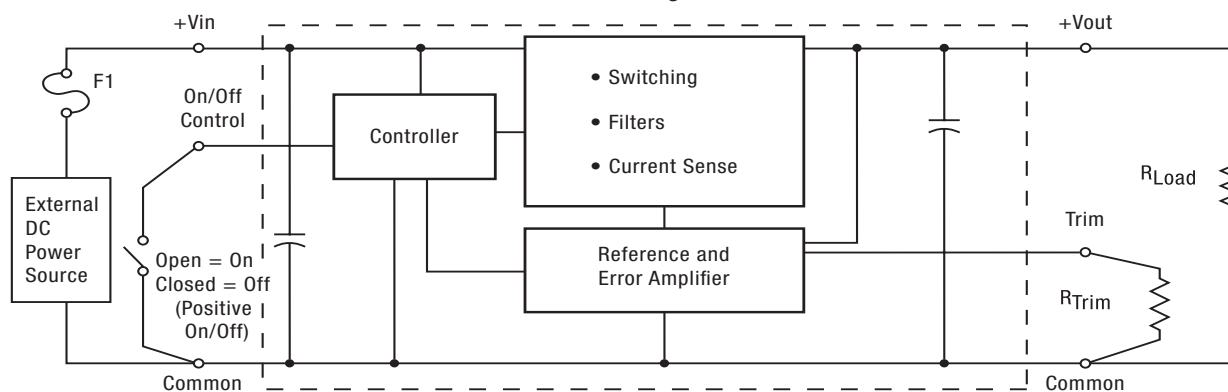 +Vin
+Vout
F1
On/Off
Control
Controller
• Switching
• Filters
• Current Sense
RLoad
External
DC
Power
Source
Open = On
Closed = Off
(Positive
On/Off)
Reference and
Error Amplifier
Trim
RTrim
Common
Common